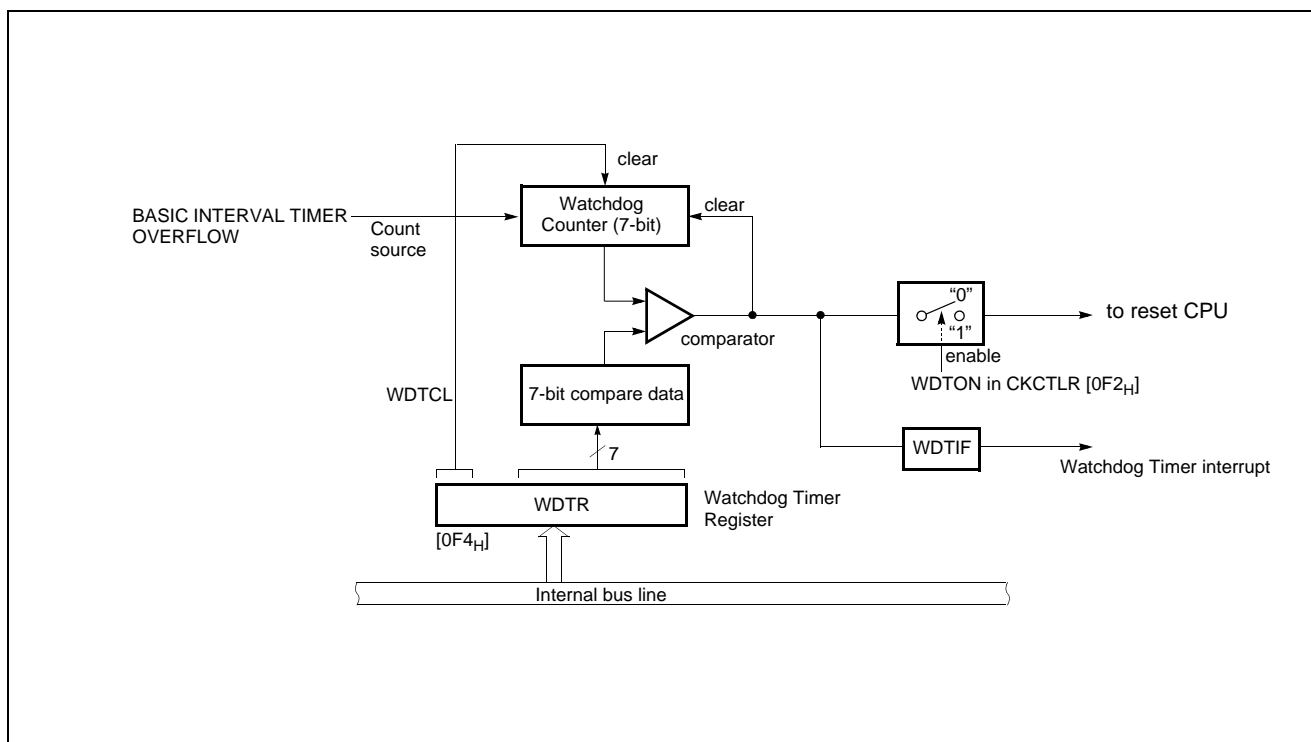 clear
BASIC INTERVAL TIMER
OVERFLOW
Count
source
Watchdog
Counter (7-bit)
clear
comparator
“0”
“1”
enable
to reset CPU
WDTON in CKCTLR [0F2H]
WDTCL
7-bit compare data
7
WDTIF
Watchdog Timer interrupt
WDTR
Watchdog Timer
Register
[0F4H]
Internal bus line